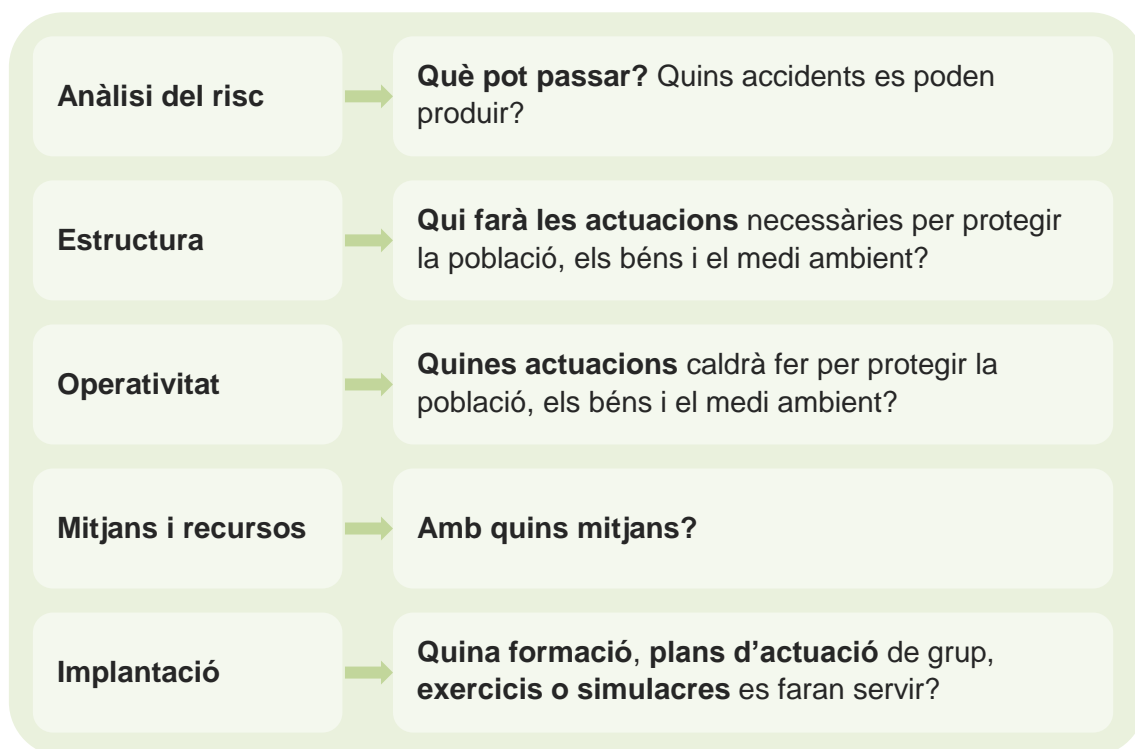 Anàlisi del risc
Què pot passar? Quins accidents es poden
produir?
Estructura
Qui farà les actuacions necessàries per protegir
la població, els béns i el medi ambient?
Operativitat
Quines actuacions caldrà fer per protegir la
població, els béns i el medi ambient?
Mitjans i recursos
Amb quins mitjans?
Implantació
Quina formació, plans d’actuació de grup,
exercicis o simulacres es faran servir?